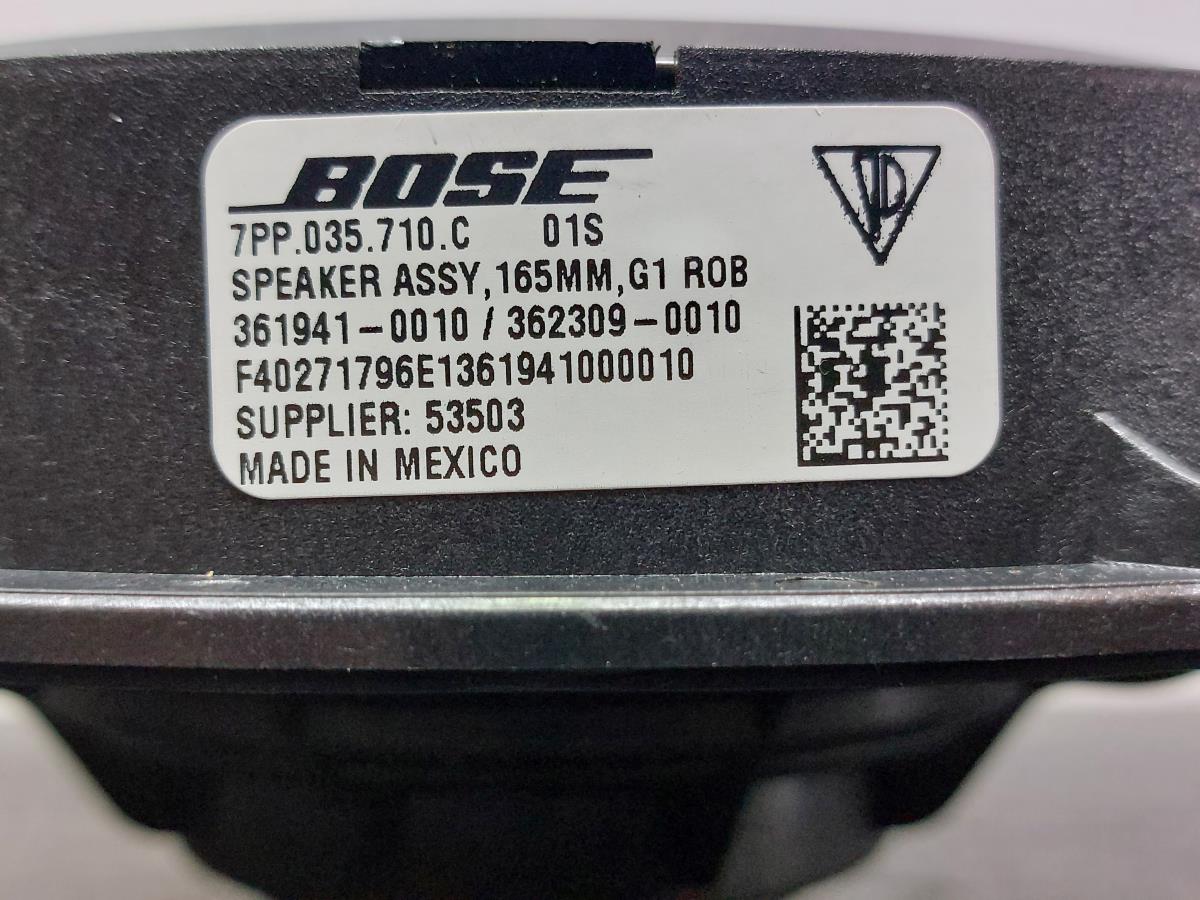 BOSE
7PP.035.710.C 01S
SPEAKER ASSY,165MM,G1 ROB
361941-0010 / 362309-0010
F40271796E1361941000010
SUPPLIER: 53503
MADE IN MEXICO